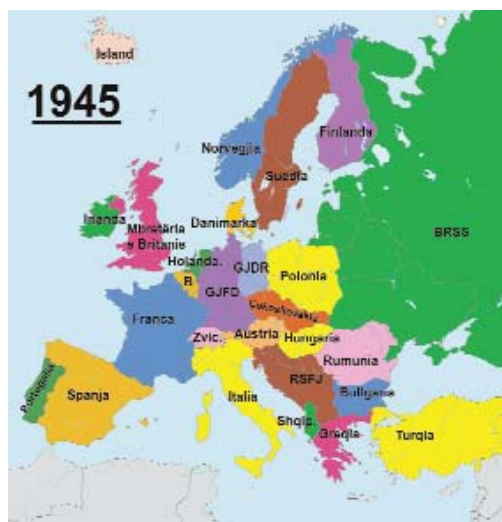 Island
1945
Norvegjia
Finlanda
Suedia
Irlanda
Mbretëria
e Britanis
Danimarka
BRSS
Holanda.
B
GJFD
GJDR
Polonia
Çekosllovakia
Franca
Zvic.
Austria
Hungaria
Rumunia
RSFJ
Bullgaria
Portugalia
Spanja
Italia
Shqip.
Greqia
Turqia